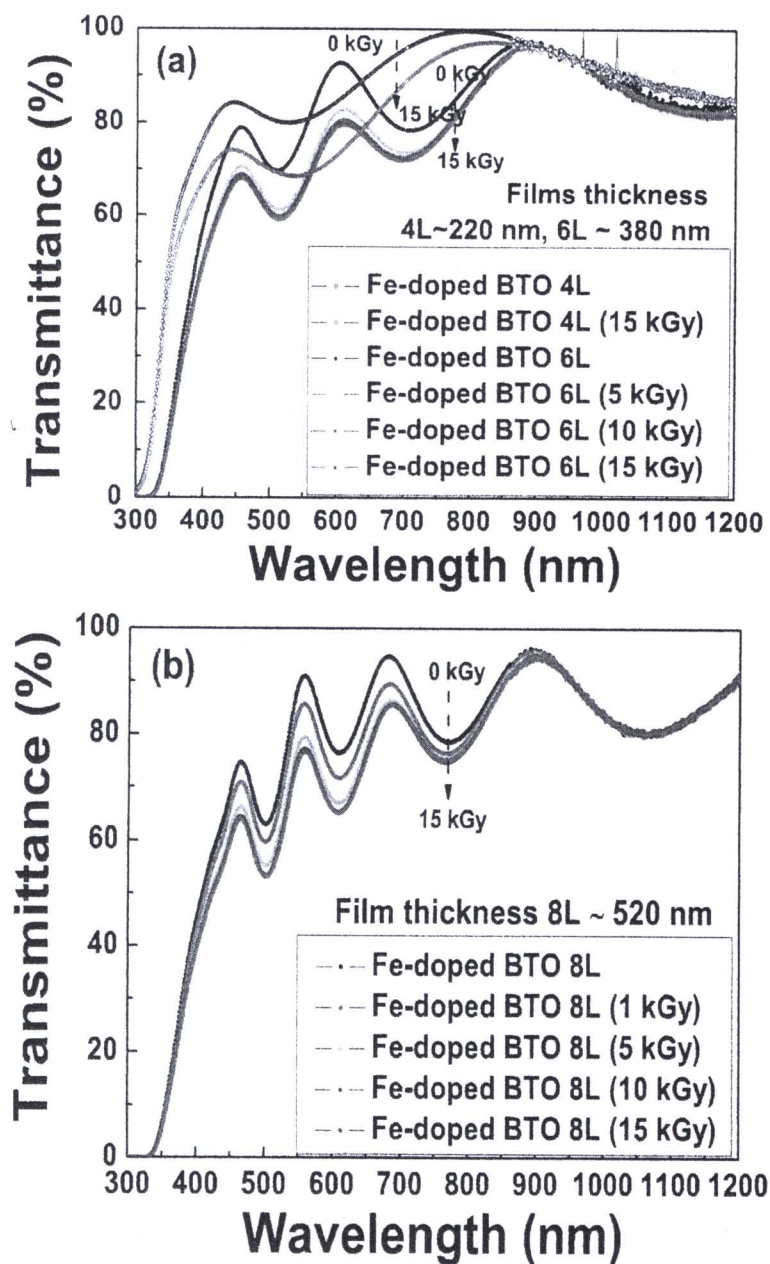 (a)
Transmittance (%)
100
80
60
40
20
0
0 kGy
0 kGy
15 kGy
15 kGy
Films thickness
4L~220 nm, 6L ~ 380 nm
Fe-doped BTO 4L
Fe-doped BTO 4L (15 kGy)
Fe-doped BTO 6L
Fe-doped BTO 6L (5 kGy)
Fe-doped BTO 6L (10 kGy)
Fe-doped BTO 6L (15 kGy)
300 400 500 600 700 800 900 1000 1100 1200
Wavelength (nm)
(b)
Transmittance (%)
100
80
60
40
20
0
0 kGy
15 kGy
Film thickness 8L ~ 520 nm
Fe-doped BTO 8L
Fe-doped BTO 8L (1 kGy)
Fe-doped BTO 8L (5 kGy)
Fe-doped BTO 8L (10 kGy)
Fe-doped BTO 8L (15 kGy)
300 400 500 600 700 800 900 1000 1100 1200
Wavelength (nm)